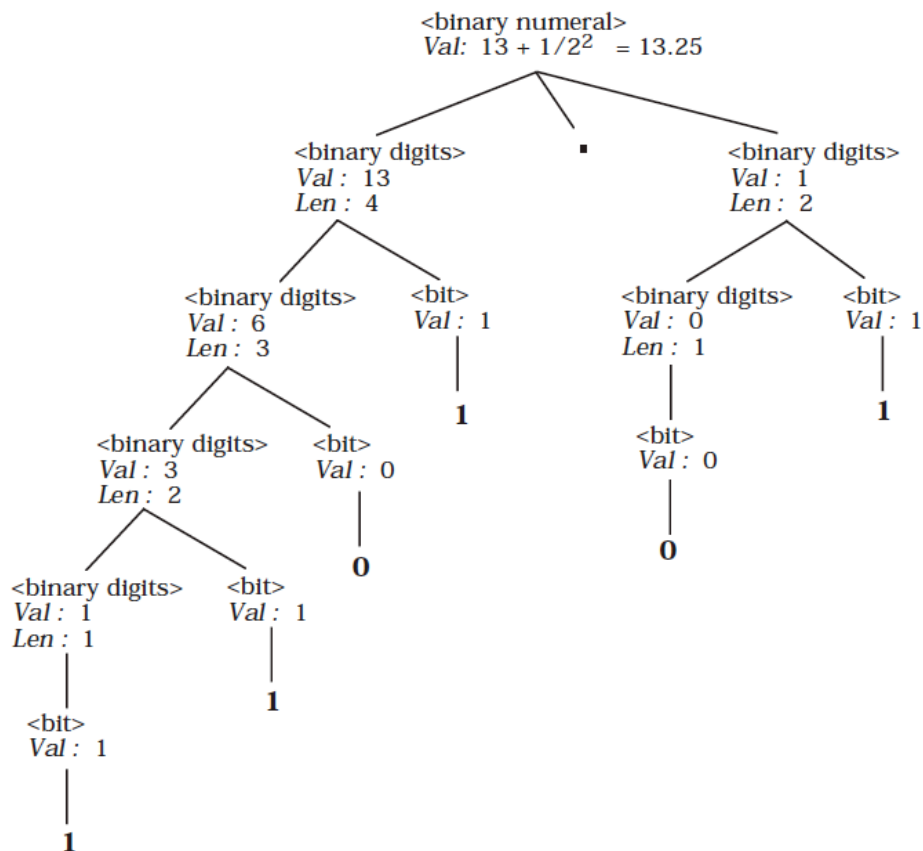 <binary numeral>
Val: 13 + 1/2² = 13.25
<binary digits>
Val : 13
Len : 4
.
<binary digits>
Val : 1
Len : 2
<binary digits>
Val : 6
Len : 3
<bit>
Val : 1
<binary digits>
Val : 0
Len : 1
<bit>
Val : 1
1
1
<binary digits>
Val : 3
Len : 2
<bit>
Val : 0
<bit>
Val : 0
0
0
<binary digits>
Val : 1
Len : 1
<bit>
Val : 1
1
<bit>
Val : 1
1